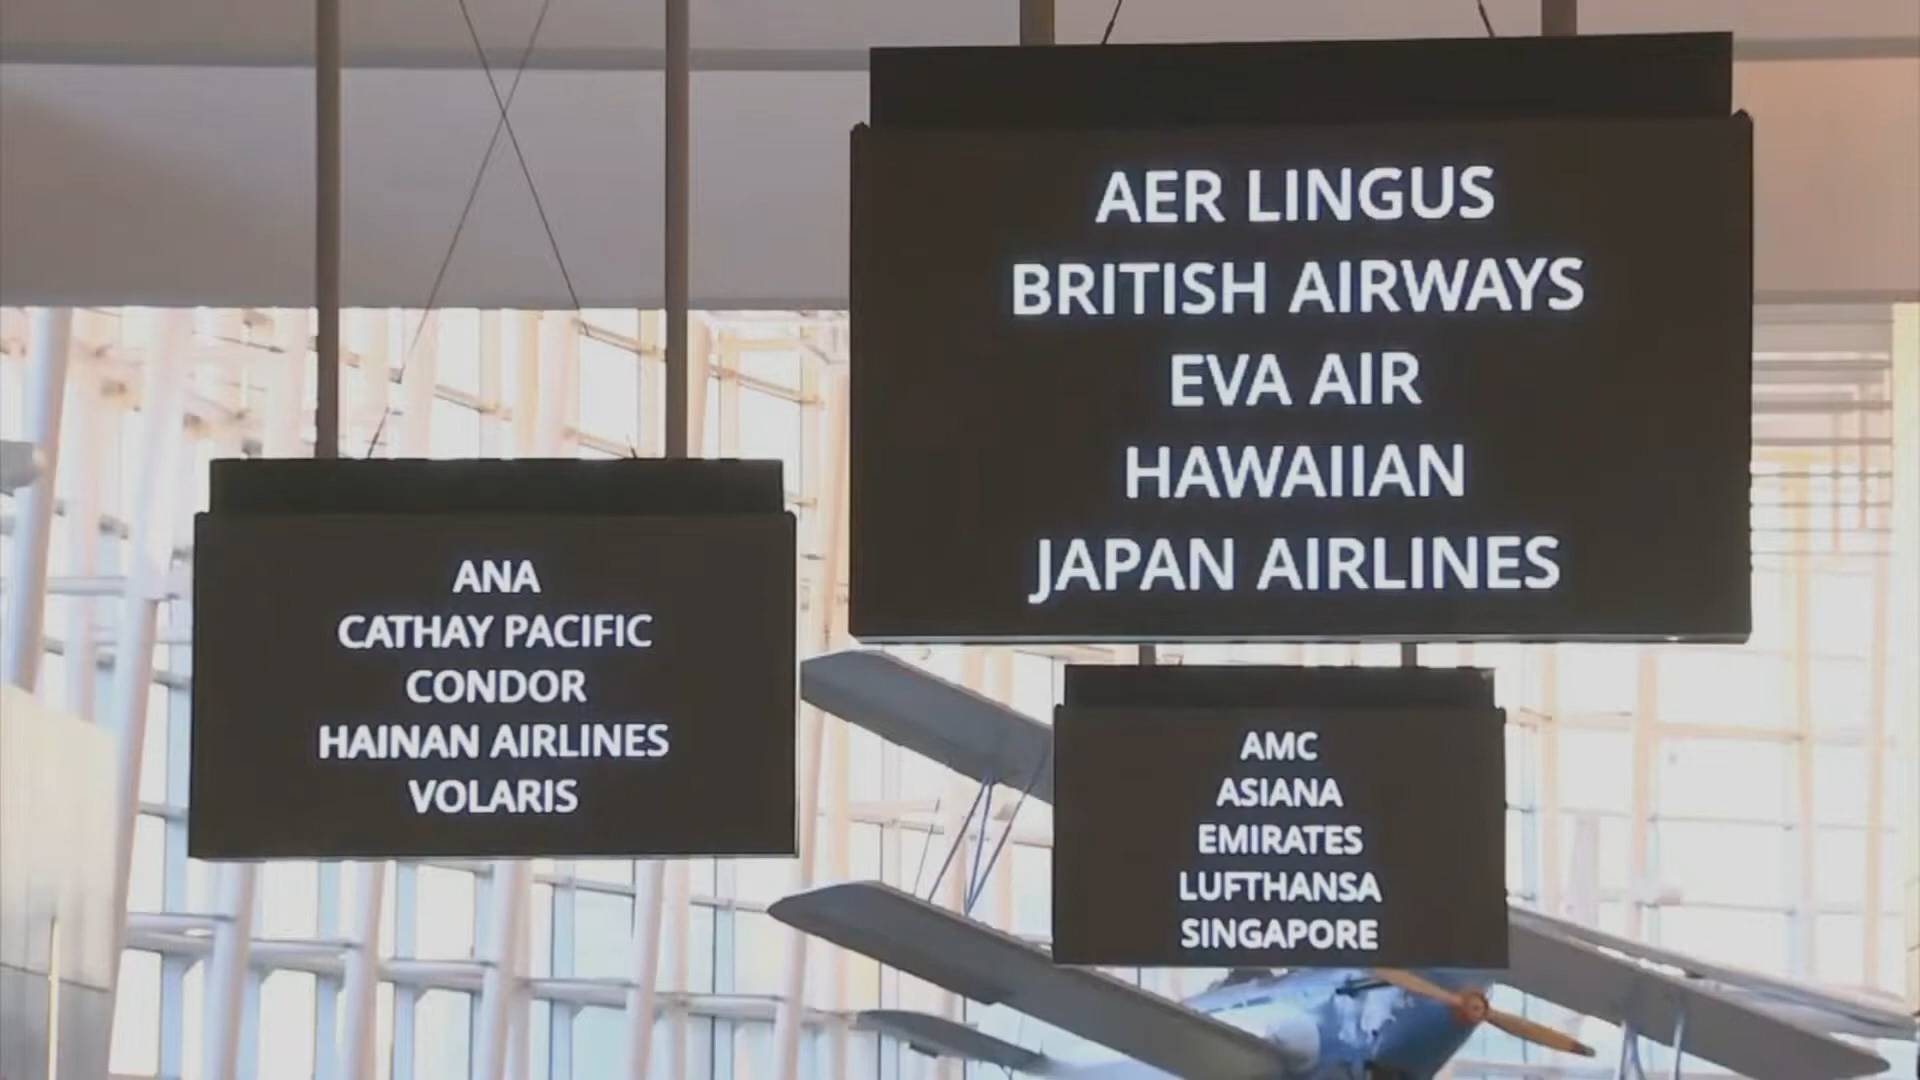 AER LINGUS
BRITISH AIRWAYS
EVA AIR
HAWAIIAN
JAPAN AIRLINES
ANA
CATHAY PACIFIC
CONDOR
HAINAN AIRLINES
VOLARIS
AMC
ASIANA
EMIRATES
LUFTHANSA
SINGAPORE